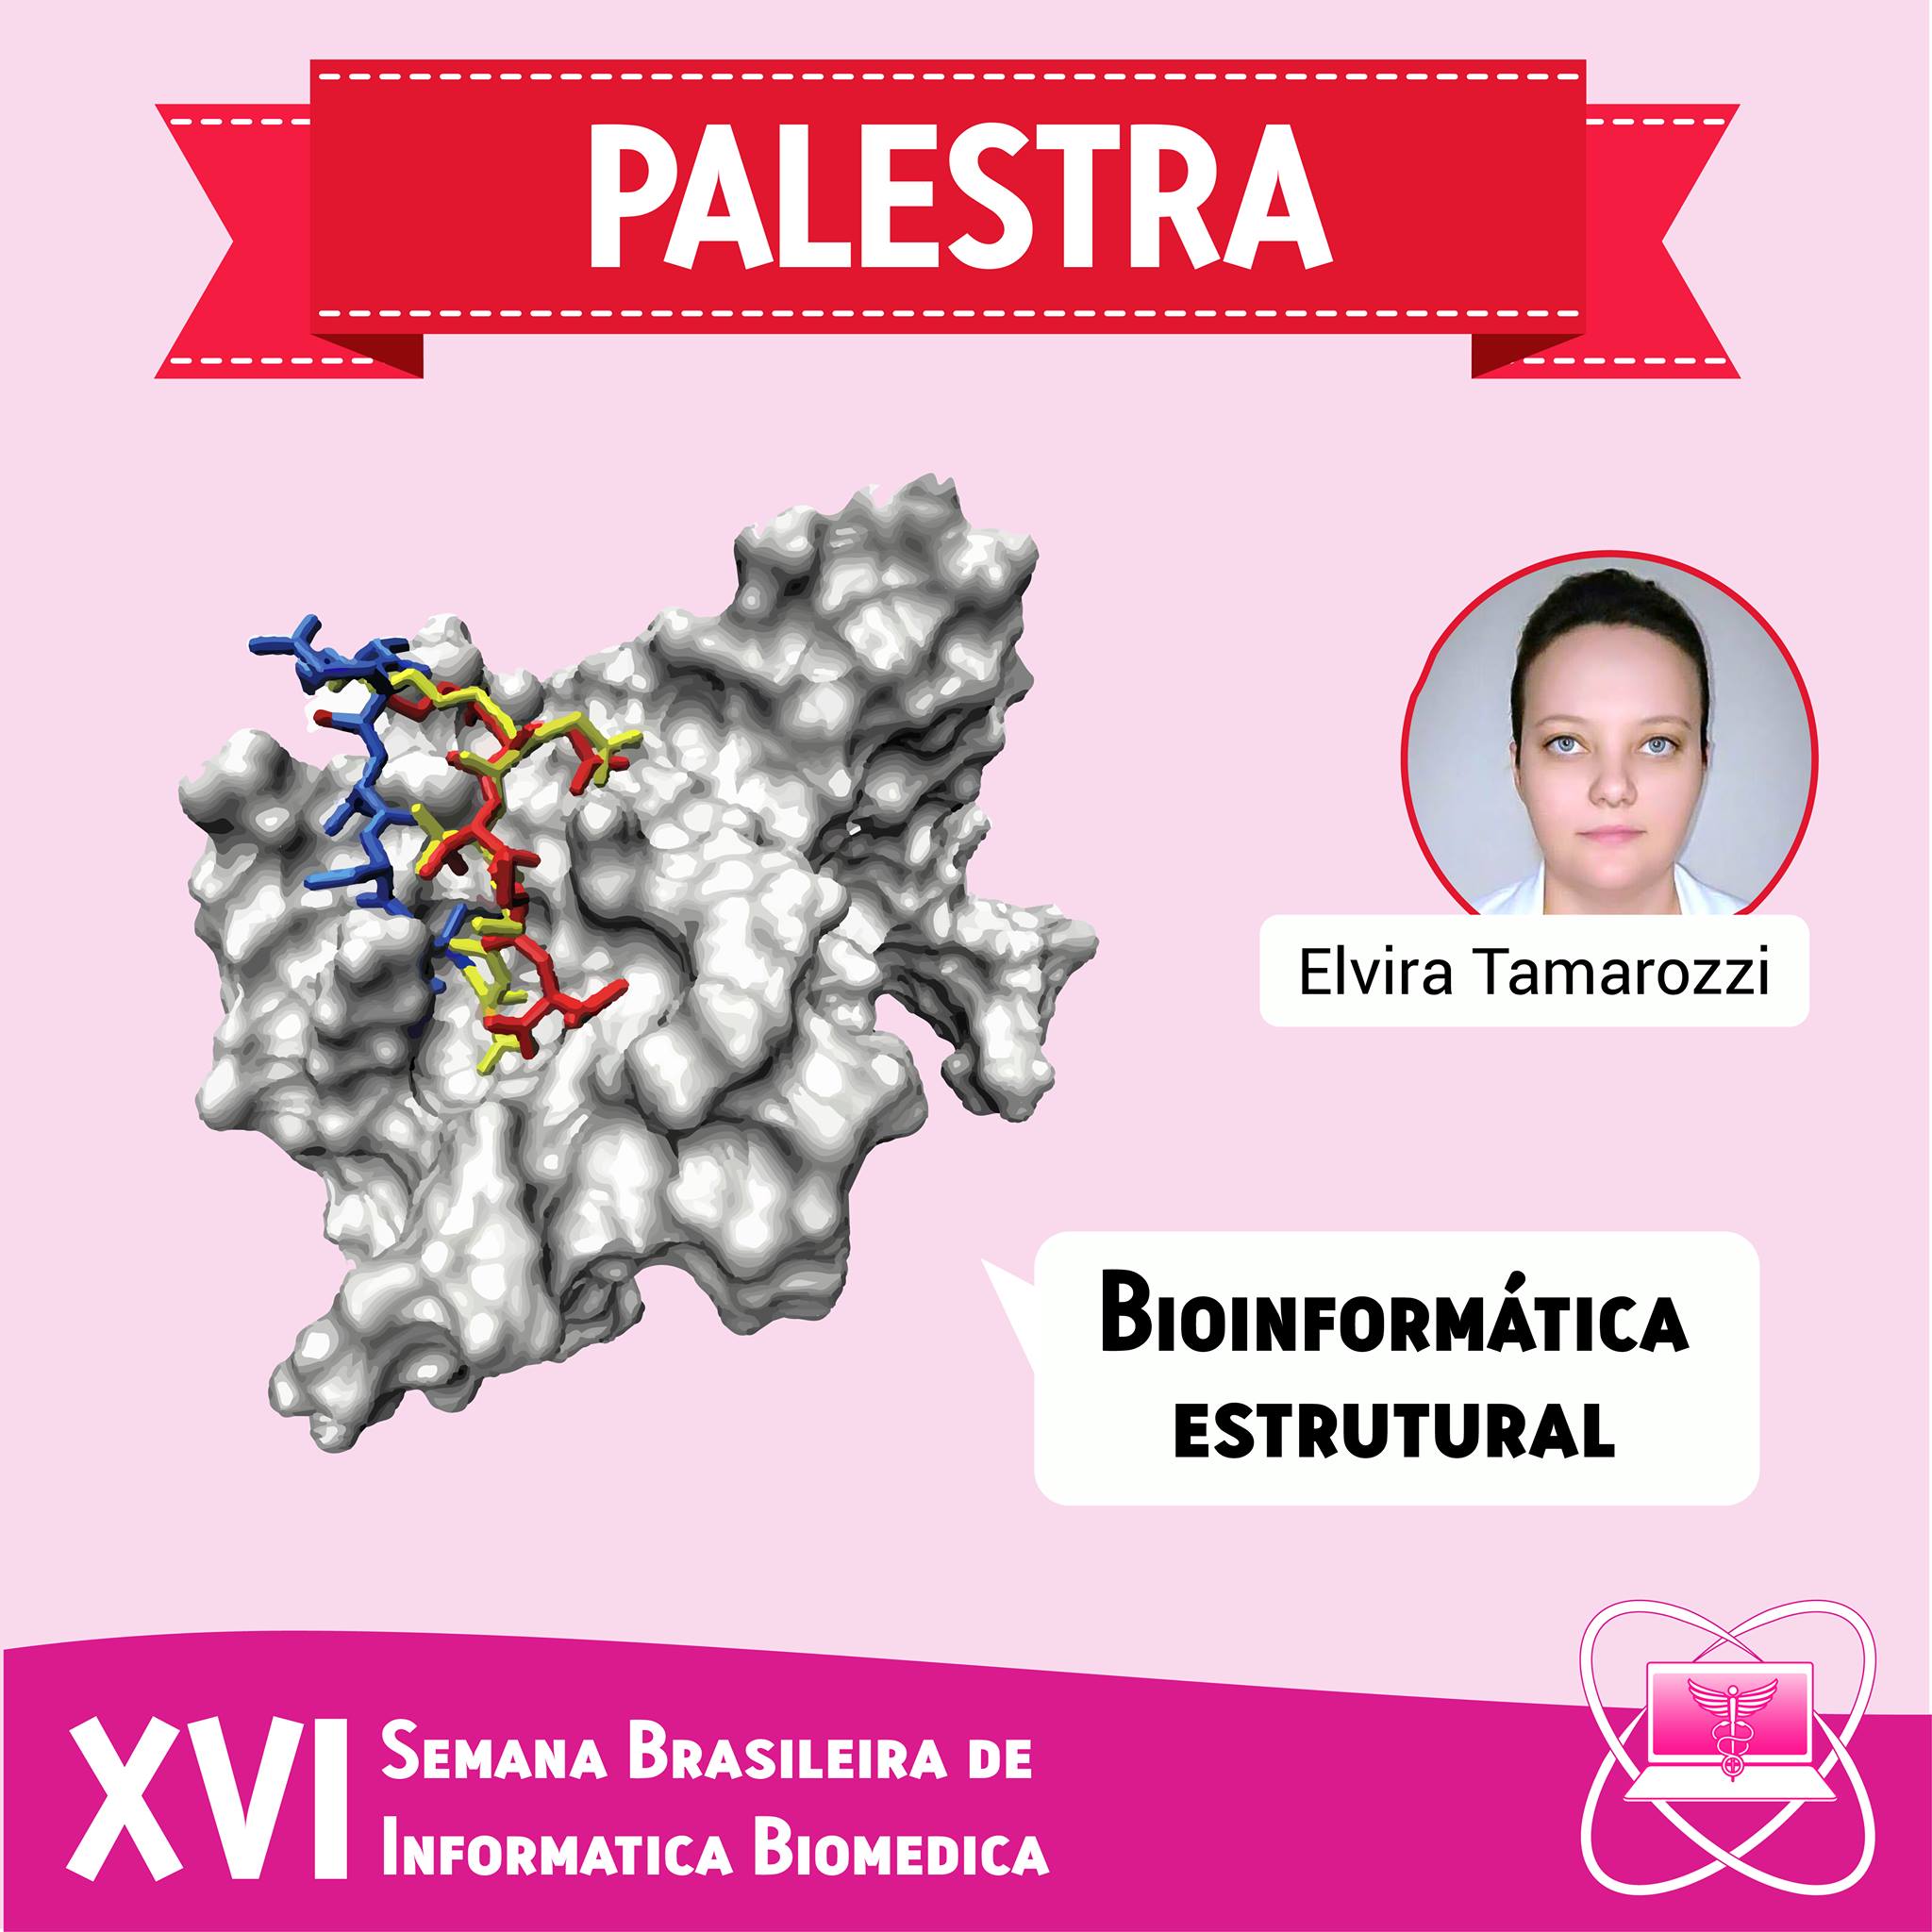 PALESTRA
Elvira Tamarozzi
BIOINFORMÁTICA
ESTRUTURAL
XVI
SEMANA BRASILEIRA DE
INFORMATICA BIOMEDICA